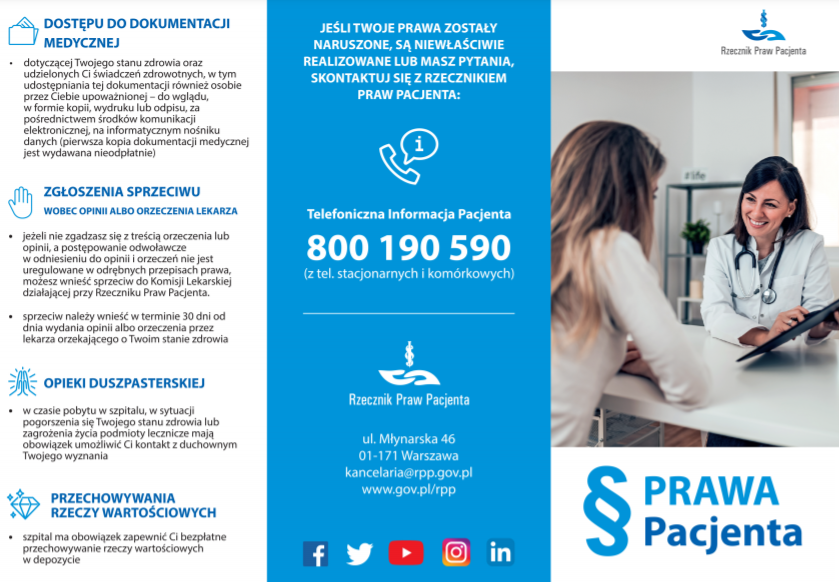 DOSTĘPU DO DOKUMENTACJI
MEDYCZNEJ
• dotyczącej Twojego stanu zdrowia oraz
udzielonych Ci świadczeń zdrowotnych, w tym
udostępniania tej dokumentacji również osobie
przez Ciebie upoważnionej – do wglądu,
w formie kopii, wydruku lub odpisu, za
pośrednictwem środków komunikacji
elektronicznej, na informatycznym nośniku
danych (pierwsza kopia dokumentacji medycznej
jest wydawana nieodpłatnie)
ZGŁOSZENIA SPRZECIWU
WOBEC OPINII ALBO ORZECZENIA LEKARZA
• jeżeli nie zgadzasz się z treścią orzeczenia lub
opinii, a postępowanie odwoławcze
w odniesieniu do opinii i orzeczeń nie jest
uregulowane w odrębnych przepisach prawa,
możesz wnieść sprzeciw do Komisji Lekarskiej
działającej przy Rzeczniku Praw Pacjenta.
• sprzeciw należy wnieść w terminie 30 dni od
dnia wydania opinii albo orzeczenia przez
lekarza orzekającego o Twoim stanie zdrowia
OPIEKI DUSZPASTERSKIEJ
• w czasie pobytu w szpitalu, w sytuacji
pogorszenia się Twojego stanu zdrowia lub
zagrożenia życia podmioty lecznicze mają
obowiązek umożliwić Ci kontakt z duchownym
Twojego wyznania
PRZECHOWYWANIA
RZECZY WARTOŚCIOWYCH
• szpital ma obowiązek zapewnić Ci bezpłatne
przechowywanie rzeczy wartościowych
w depozycie
JEŚLI TWOJE PRAWA ZOSTAŁY
NARUSZONE, SĄ NIEWŁAŚCIWIE
REALIZOWANE LUB MASZ PYTANIA,
SKONTAKTUJ SIĘ Z RZECZNIKIEM
PRAW PACJENTA:
i
Telefoniczna Informacja Pacjenta
800 190 590
(z tel. stacjonarnych i komórkowych)
Rzecznik Praw Pacjenta
ul. Młynarska 46
01-171 Warszawa
kancelaria@rpp.gov.pl
www.gov.pl/rpp
f
in
Rzecznik Praw Pacjenta
#life
§ PRAWA
Pacjenta